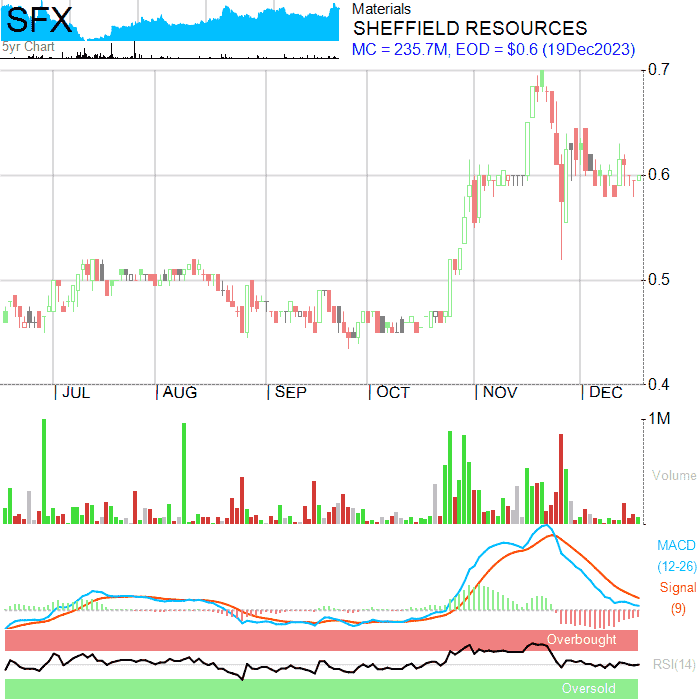 SFX
5yr Chart
Materials
SHEFFIELD RESOURCES
MC = 235.7M, EOD = $0.6 (19Dec2023)
0.7
0.6
0.5
0.4
JUL
AUG
SEP
OCT
NOV
DEC
1M
Volume
MACD
(12-26)
Signal
(9)
Overbought
RSI(14)
Oversold